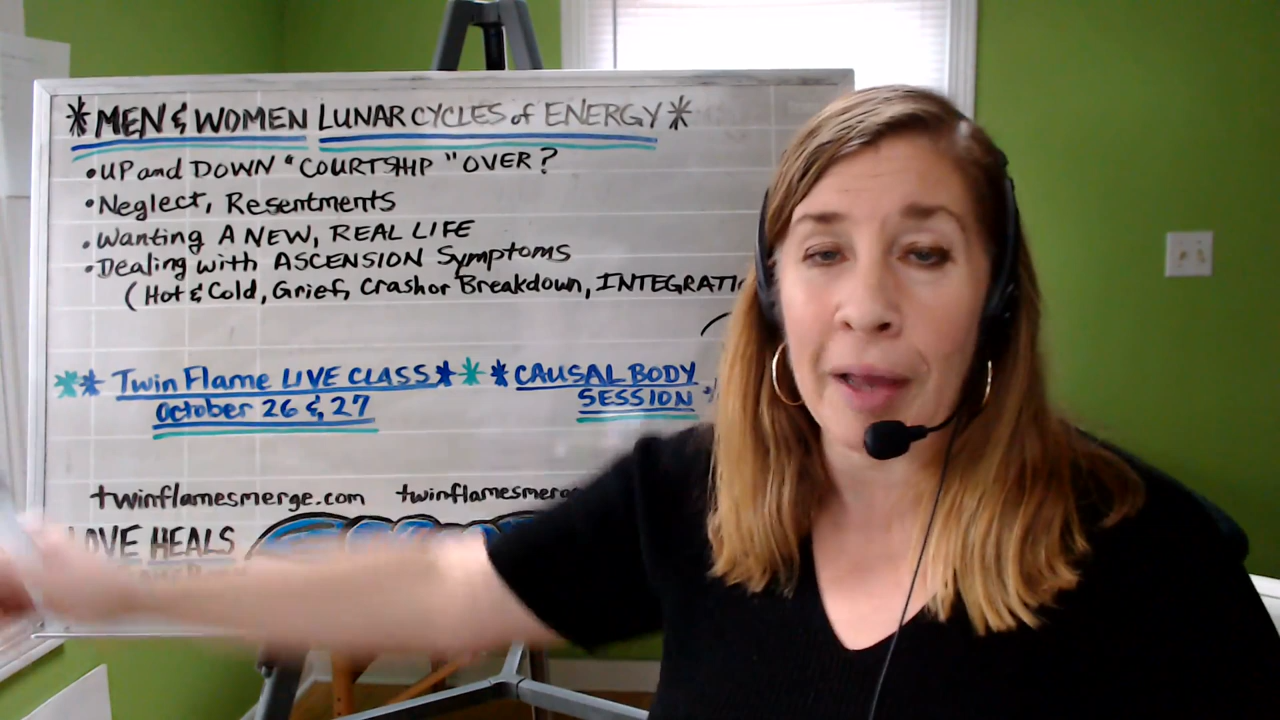 *MEN & WOMEN LUNAR CYCLES of ENERGY*
•UP and DOWN "COURTSHIP" OVER?
•Neglect, Resentments
•Wanting A NEW, REAL LIFE
•Dealing with ASCENSION Symptoms
(Hot & Cold, Grief, Crash or Breakdown, INTEGRATI
** Twin Flame LIVE CLASS ** *CAUSAL BODY
October 26 & 27 SESSION
twinflamesmerge.com twinflamesmerg
LOVE HEALS